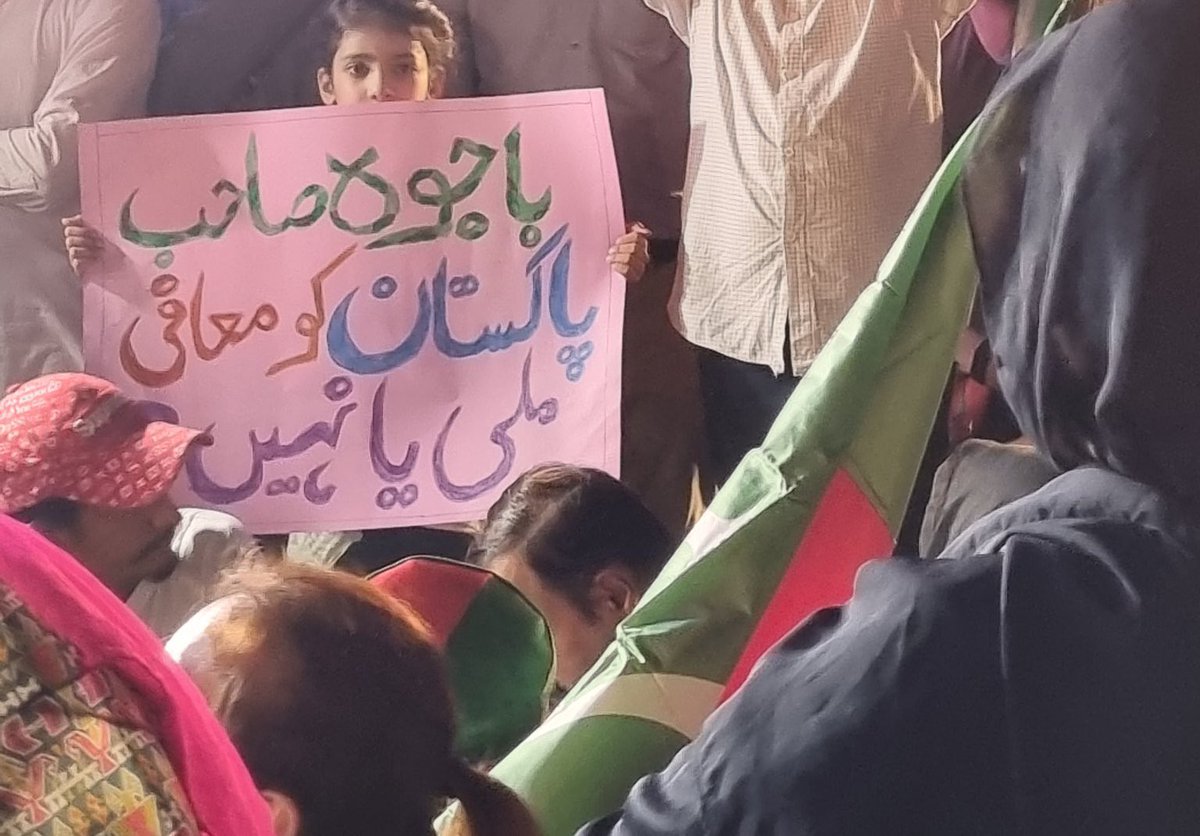 باجوہ صاحب
پاکستان کو معافی
ملی یا نہیں